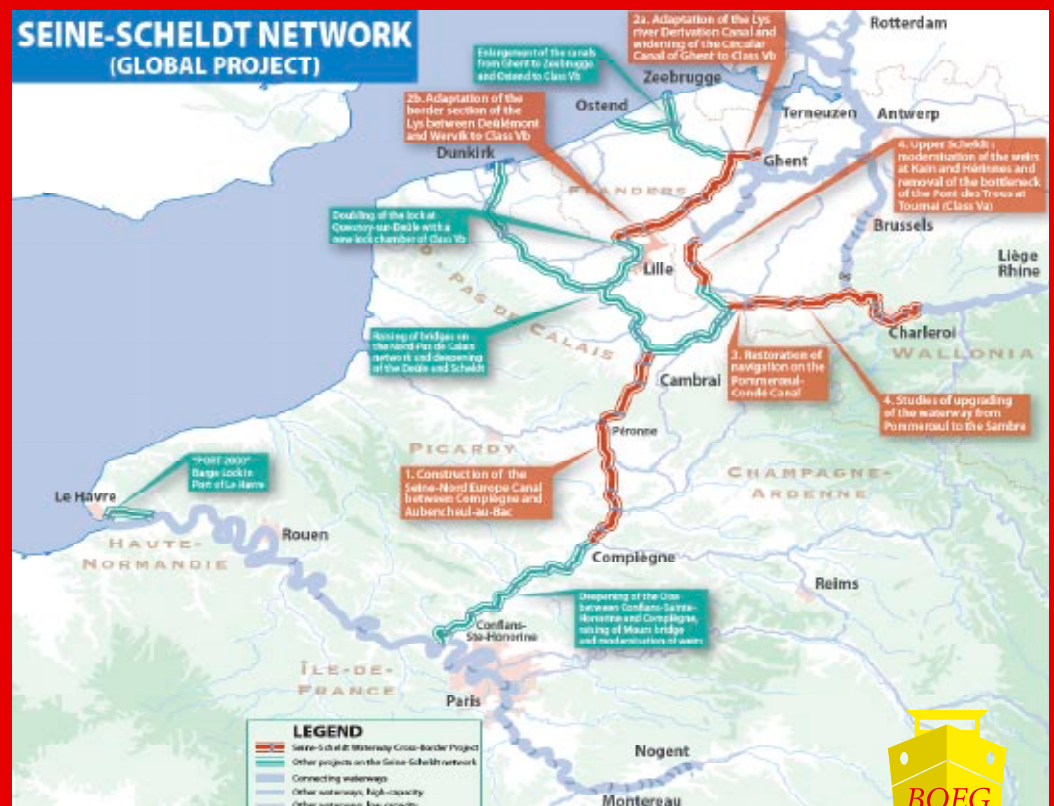 SEINE-SCHELDT NETWORK
(GLOBAL PROJECT)
2a. Adaptation of the Lys
river Derivation Canal and
widening of the Circular
Canal of Ghent to Class Vb
Rotterdam
Enlargement of the canals
from Ghent to Zeebrugge
and Ostend to Class Vb
Zeebrugge
2b. Adaptation of the
border section of the
Lys between Deûlémont
and Wervik to Class Vb
Ostend
Terneuzen
Antwerp
Dunkirk
Ghent
4. Upper Scheldt:
modernisation of the weirs
at Kain and Hérinnes and
removal of the bottleneck
of the Pont des Trous at
Tournai (Class Va)
FLANDERS
Doubling of the lock at
Quesnoy-sur-Deûle with a
new lock chamber of Class Vb
Brussels
Lille
Liège
Rhine
NORD - PAS DE CALAIS
Raising of bridges on
the Nord-Pas de Calais
network and deepening
of the Deûle and Scheldt
Charleroi
WALLONIA
3. Restoration of
navigation on the
Pommeroeul-
Condé Canal
Cambrai
4. Studies of upgrading
of the waterway from
Pommeroeul to the Sambre
Péronne
PICARDY
"PORT 2000"
Barge Lock in
Port of Le Havre
1. Construction of the
Seine-Nord Europe Canal
between Compiègne and
Aubencheul-au-Bac
CHAMPAGNE-
ARDENNE
Le Havre
Rouen
HAUTE-
NORMANDIE
Compiègne
Reims
Deepening of the Oise
between Conflans-Sainte-
Honorine and Compiègne,
raising of Mours bridge
and modernisation of weirs
Conflans-
Ste-Honorine
ÎLE-DE-
FRANCE
Paris
LEGEND
Seine-Scheldt Waterway Cross-Border Project
Other projects on the Seine-Scheldt network
Connecting waterways
Other waterways, high-capacity
Other waterways, low-capacity
Nogent
Montereau
BOEG